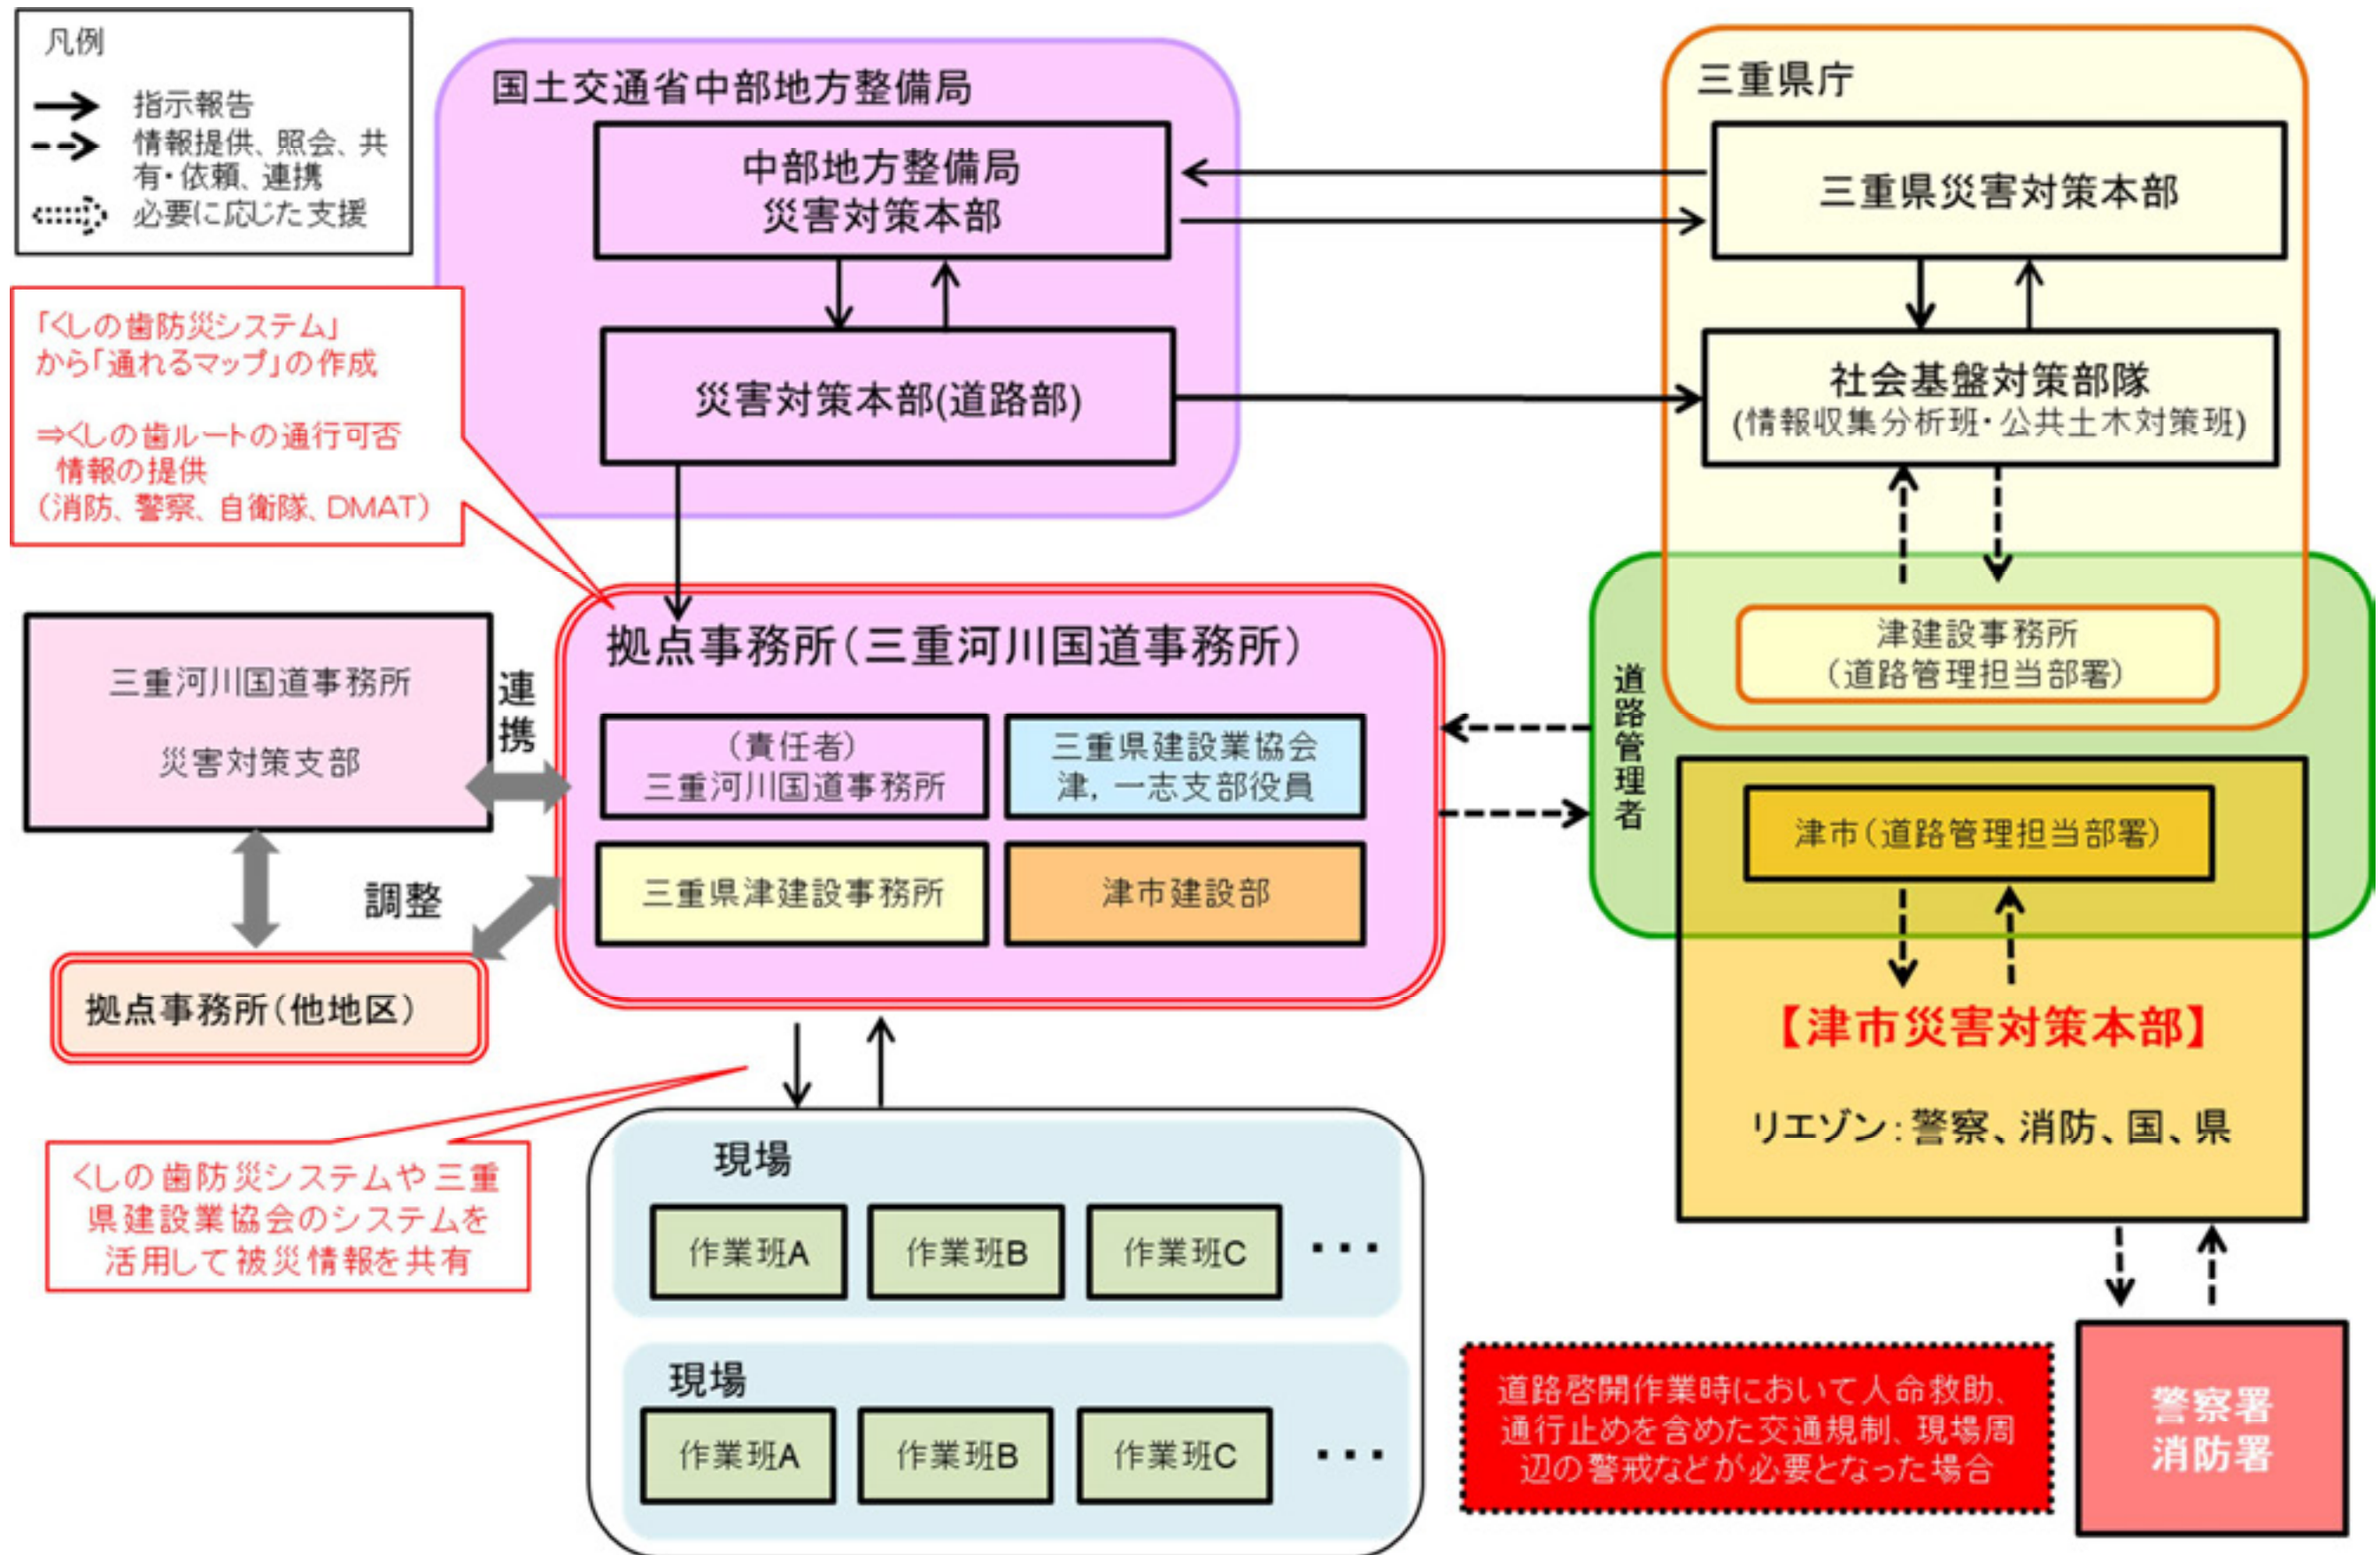 凡例
指示報告
情報提供、照会、共
有・依頼、連携
必要に応じた支援
国土交通省中部地方整備局
中部地方整備局
災害対策本部
災害対策本部(道路部)
三重県庁
三重県災害対策本部
社会基盤対策部隊
(情報収集分析班・公共土木対策班)
「くしの歯防災システム」
から「通れるマップ」の作成
⇒くしの歯ルートの通行可否
情報の提供
(消防、警察、自衛隊、DMAT)
三重河川国道事務所
災害対策支部
連携
調整
拠点事務所(他地区)
拠点事務所(三重河川国道事務所)
(責任者)
三重河川国道事務所
三重県建設業協会
津，一志支部役員
三重県津建設事務所
津市建設部
道路管理者
津建設事務所
(道路管理担当部署)
津市(道路管理担当部署)
【津市災害対策本部】
リエゾン：警察、消防、国、県
くしの歯防災システムや三重
県建設業協会のシステムを
活用して被災情報を共有
現場
作業班A 作業班B 作業班C ・・・
現場
作業班A 作業班B 作業班C ・・・
道路啓開作業時において人命救助、
通行止めを含めた交通規制、現場周
辺の警戒などが必要となった場合
警察署
消防署